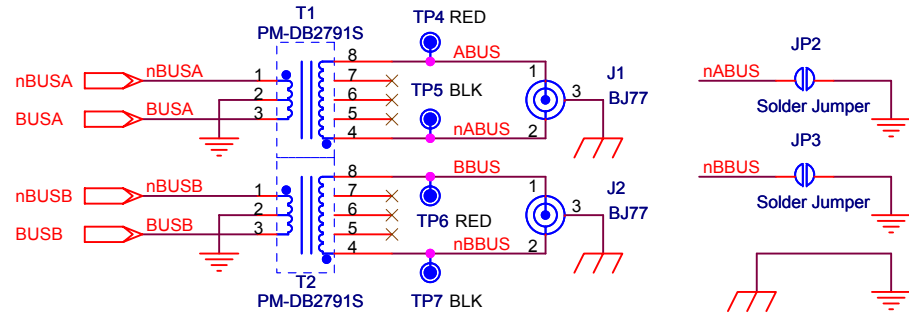 T1
PM-DB2791S
TP4 RED
JP2
nBUSA
nBUSA
1
2
3
8
7
6
5
4
ABUS
1
2
3
J1
BJ77
nABUS
Solder Jumper
BUSA
BUSA
TP5 BLK
nABUS
JP3
nBUSB
nBUSB
1
2
3
8
7
6
5
4
BBUS
1
2
3
J2
BJ77
nBBUS
Solder Jumper
BUSB
BUSB
TP6 RED
nBBUS
T2
PM-DB2791S
TP7 BLK